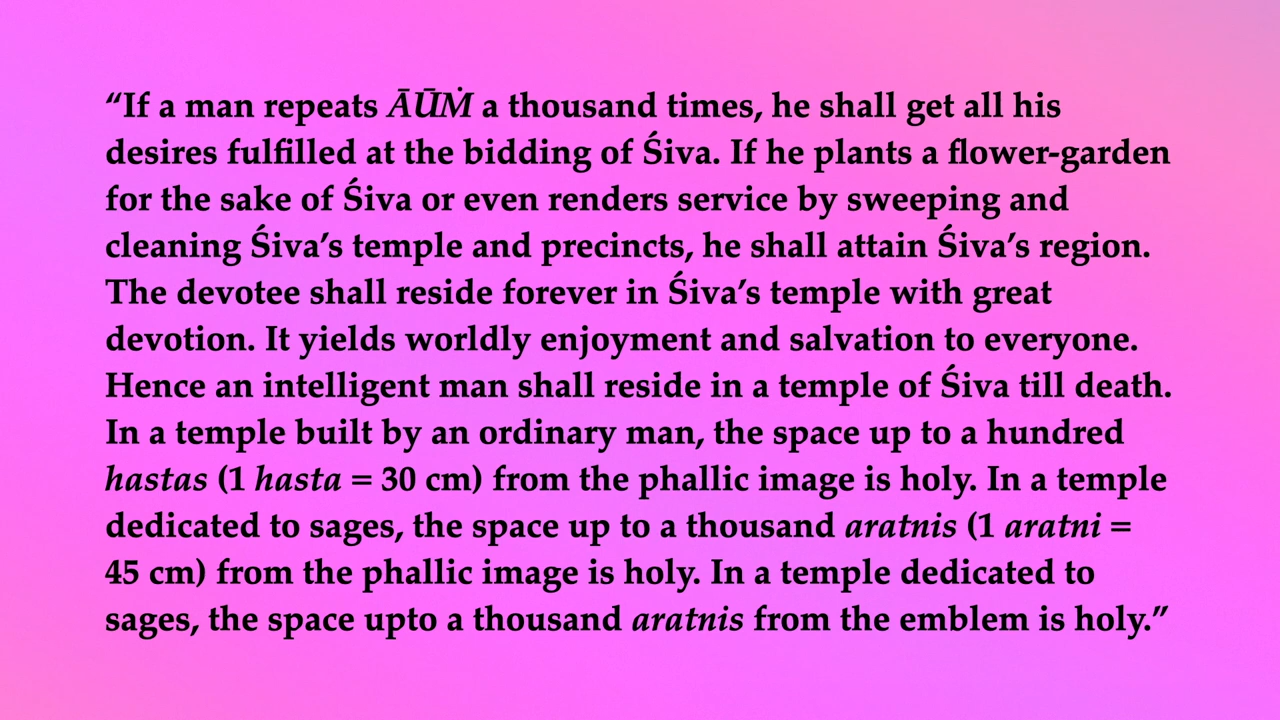 “If a man repeats ĀŪṀ a thousand times, he shall get all his
desires fulfilled at the bidding of Śiva. If he plants a flower-garden
for the sake of Śiva or even renders service by sweeping and
cleaning Śiva’s temple and precincts, he shall attain Śiva’s region.
The devotee shall reside forever in Śiva’s temple with great
devotion. It yields worldly enjoyment and salvation to everyone.
Hence an intelligent man shall reside in a temple of Śiva till death.
In a temple built by an ordinary man, the space up to a hundred
hastas (1 hasta = 30 cm) from the phallic image is holy. In a temple
dedicated to sages, the space up to a thousand aratnis (1 aratni =
45 cm) from the phallic image is holy. In a temple dedicated to
sages, the space upto a thousand aratnis from the emblem is holy.”